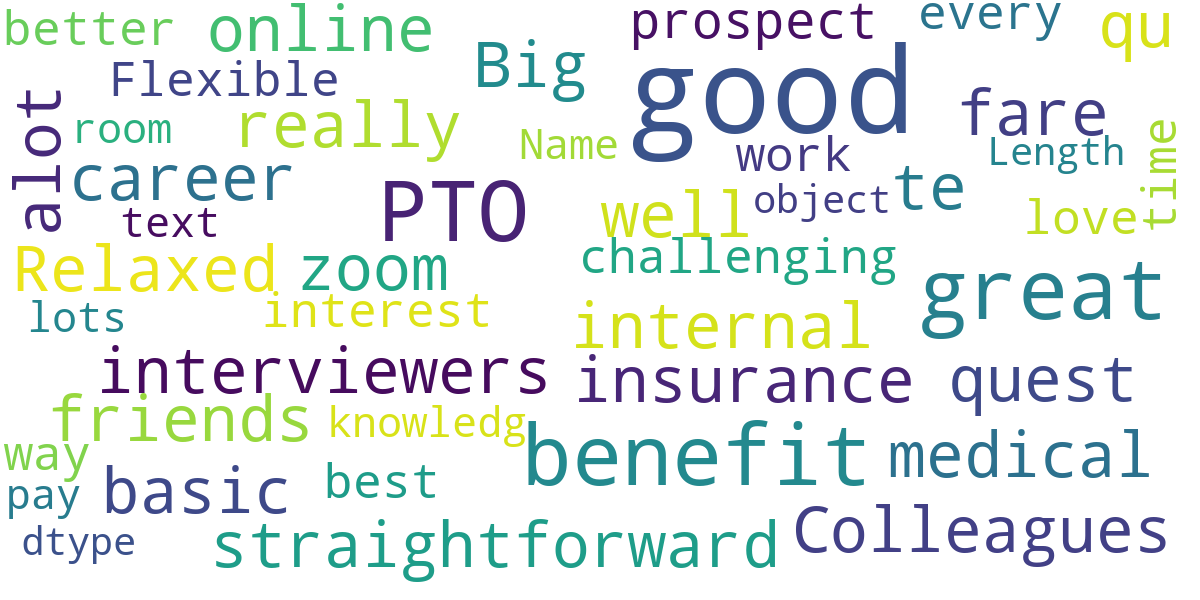 better
online
prospect
every
qu
Flexible
Big
good
fare
alot
room
really
Name
work
Length
time
career
PTO
well
object
te
love
text
Relaxed
zoom
challenging
great
lots
interest
internal
interviewers
insurance
quest
friends
knowledg
benefit
medical
way
pay
basic
best
dtype
straightforward
Colleagues